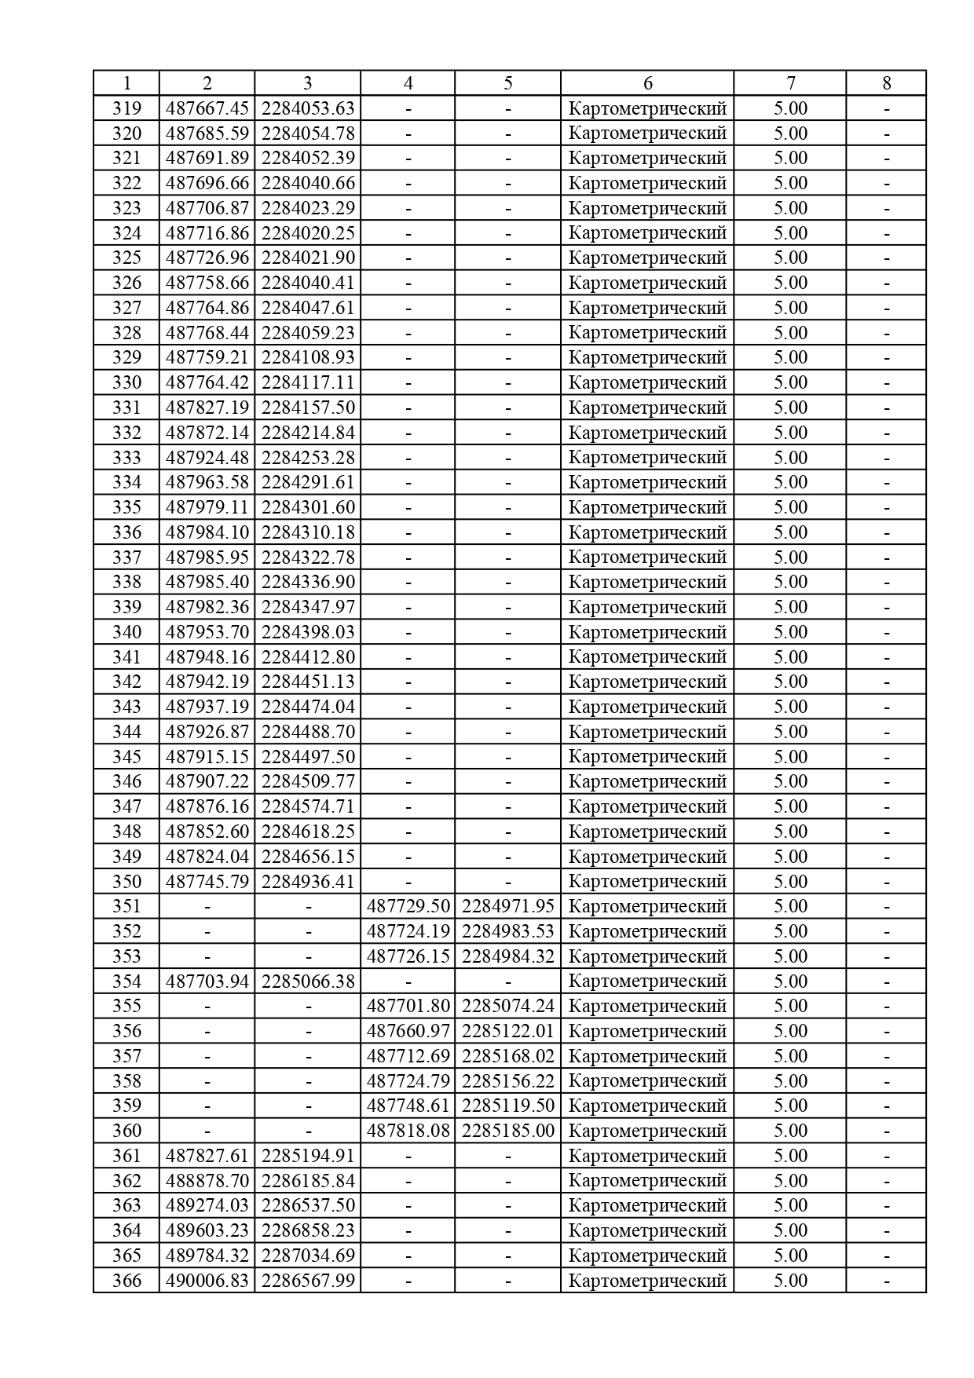 1 2 3 4 5 6 7 8
319 487667.45 2284053.63 - - Картометрический 5.00 -
320 487685.59 2284054.78 - - Картометрический 5.00 -
321 487691.89 2284052.39 - - Картометрический 5.00 -
322 487696.66 2284040.66 - - Картометрический 5.00 -
323 487706.87 2284023.29 - - Картометрический 5.00 -
324 487716.86 2284020.25 - - Картометрический 5.00 -
325 487726.96 2284021.90 - - Картометрический 5.00 -
326 487758.66 2284040.41 - - Картометрический 5.00 -
327 487764.86 2284047.61 - - Картометрический 5.00 -
328 487768.44 2284059.23 - - Картометрический 5.00 -
329 487759.21 2284108.93 - - Картометрический 5.00 -
330 487764.42 2284117.11 - - Картометрический 5.00 -
331 487827.19 2284157.50 - - Картометрический 5.00 -
332 487872.14 2284214.84 - - Картометрический 5.00 -
333 487924.48 2284253.28 - - Картометрический 5.00 -
334 487963.58 2284291.61 - - Картометрический 5.00 -
335 487979.11 2284301.60 - - Картометрический 5.00 -
336 487984.10 2284310.18 - - Картометрический 5.00 -
337 487985.95 2284322.78 - - Картометрический 5.00 -
338 487985.40 2284336.90 - - Картометрический 5.00 -
339 487982.36 2284347.97 - - Картометрический 5.00 -
340 487953.70 2284398.03 - - Картометрический 5.00 -
341 487948.16 2284412.80 - - Картометрический 5.00 -
342 487942.19 2284451.13 - - Картометрический 5.00 -
343 487937.19 2284474.04 - - Картометрический 5.00 -
344 487926.87 2284488.70 - - Картометрический 5.00 -
345 487915.15 2284497.50 - - Картометрический 5.00 -
346 487907.22 2284509.77 - - Картометрический 5.00 -
347 487876.16 2284574.71 - - Картометрический 5.00 -
348 487852.60 2284618.25 - - Картометрический 5.00 -
349 487824.04 2284656.15 - - Картометрический 5.00 -
350 487745.79 2284936.41 - - Картометрический 5.00 -
351 - - 487729.50 2284971.95 Картометрический 5.00 -
352 - - 487724.19 2284983.53 Картометрический 5.00 -
353 - - 487726.15 2284984.32 Картометрический 5.00 -
354 487703.94 2285066.38 - - Картометрический 5.00 -
355 - - 487701.80 2285074.24 Картометрический 5.00 -
356 - - 487660.97 2285122.01 Картометрический 5.00 -
357 - - 487712.69 2285168.02 Картометрический 5.00 -
358 - - 487724.79 2285156.22 Картометрический 5.00 -
359 - - 487748.61 2285119.50 Картометрический 5.00 -
360 - - 487818.08 2285185.00 Картометрический 5.00 -
361 487827.61 2285194.91 - - Картометрический 5.00 -
362 488878.70 2286185.84 - - Картометрический 5.00 -
363 489274.03 2286537.50 - - Картометрический 5.00 -
364 489603.23 2286858.23 - - Картометрический 5.00 -
365 489784.32 2287034.69 - - Картометрический 5.00 -
366 490006.83 2286567.99 - - Картометрический 5.00 -